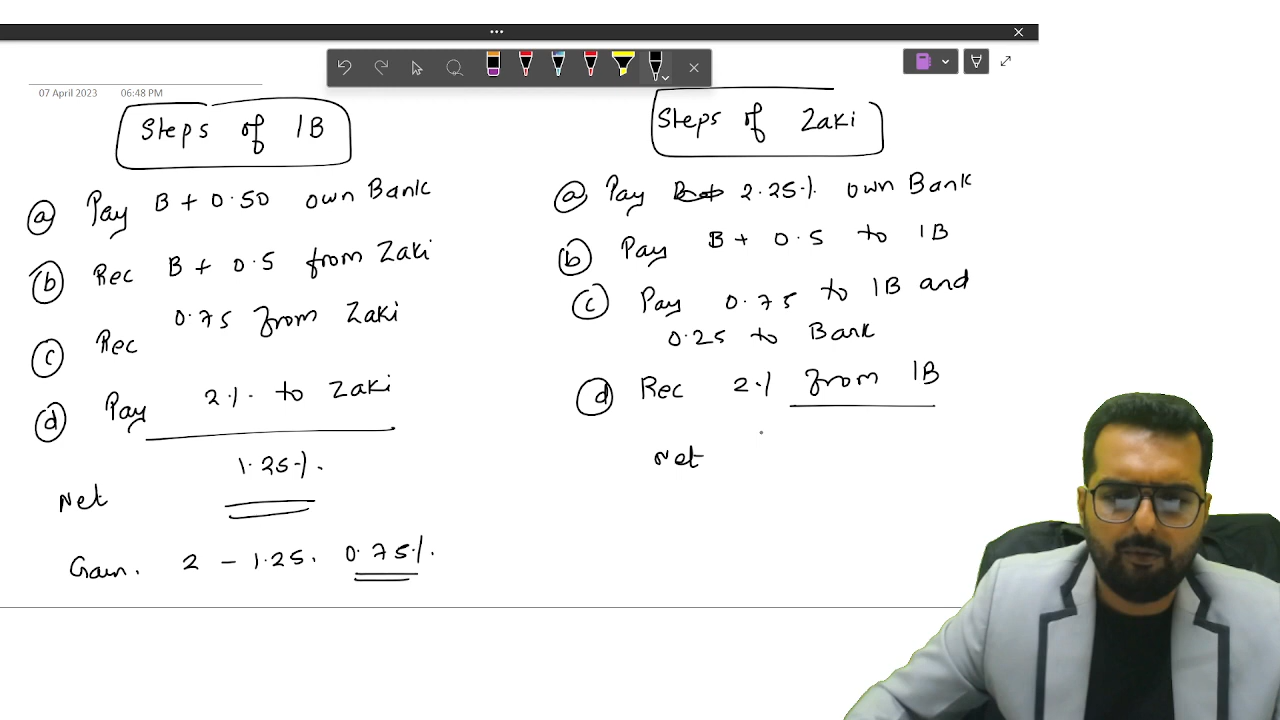 07 April 2023 06:48 PM
Steps of IB
(a) Pay B + 0.50 own Bank
(b) Rec B + 0.5 from Zaki
(c) Rec 0.75 from Zaki
(d) Pay 2% to Zaki
Net 1.25%.
Gain. 2 - 1.25. 0.75%.
Steps of Zaki
(a) Pay 2.25% own Bank
(b) Pay B + 0.5 to IB
(c) Pay 0.75 to IB and
0.25 to Bank
(d) Rec 2% from IB
Net